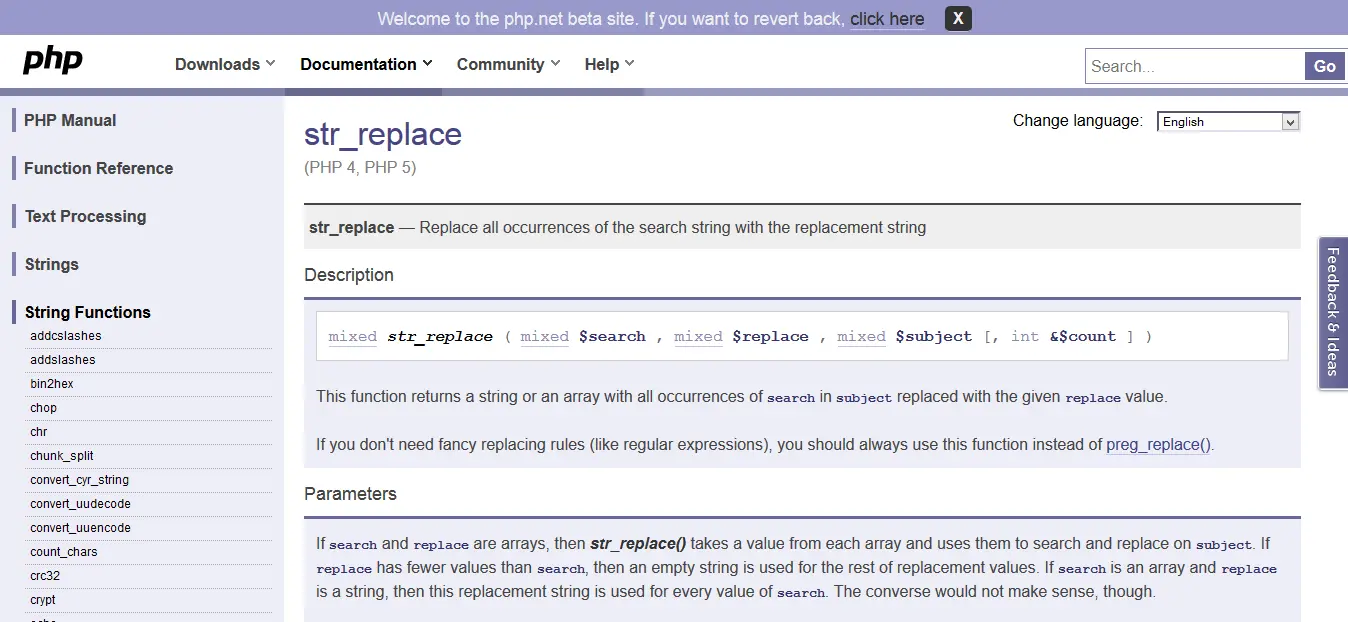 Welcome to the php.net beta site. If you want to revert back, click here X
php
Downloads Documentation Community Help
Search...
Go
PHP Manual
Function Reference
Text Processing
Strings
String Functions
addcslashes
addslashes
bin2hex
chop
chr
chunk_split
convert_cyr_string
convert_uudecode
convert_uuencode
count_chars
crc32
crypt
Change language: English
str_replace
(PHP 4, PHP 5)
str_replace — Replace all occurrences of the search string with the replacement string
Description
mixed str_replace ( mixed $search , mixed $replace , mixed $subject [, int &$count ] )
This function returns a string or an array with all occurrences of search in subject replaced with the given replace value.
If you don't need fancy replacing rules (like regular expressions), you should always use this function instead of preg_replace().
Parameters
If search and replace are arrays, then str_replace() takes a value from each array and uses them to search and replace on subject. If
replace has fewer values than search, then an empty string is used for the rest of replacement values. If search is an array and replace
is a string, then this replacement string is used for every value of search. The converse would not make sense, though.
Feedback & Ideas